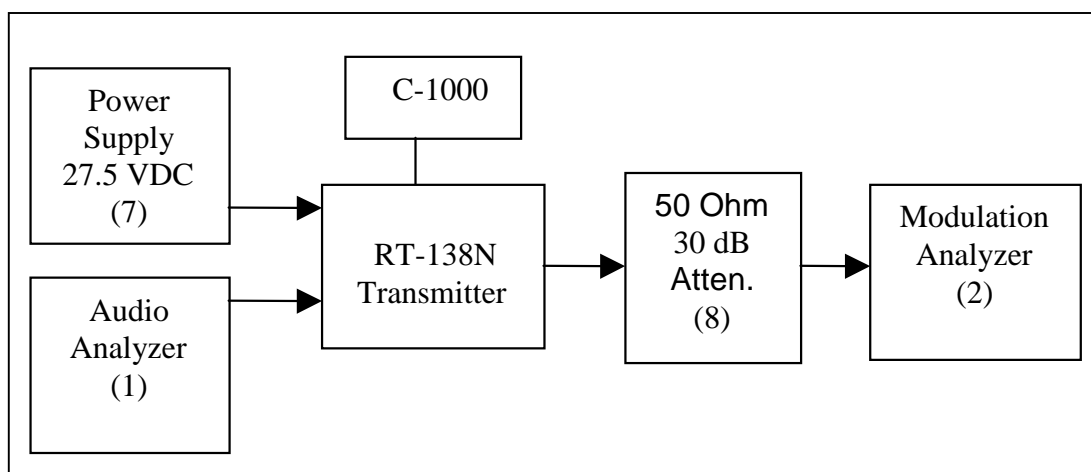 Power
Supply
27.5 VDC
(7)
C-1000
Audio
Analyzer
(1)
RT-138N
Transmitter
50 Ohm
30 dB
Atten.
(8)
Modulation
Analyzer
(2)